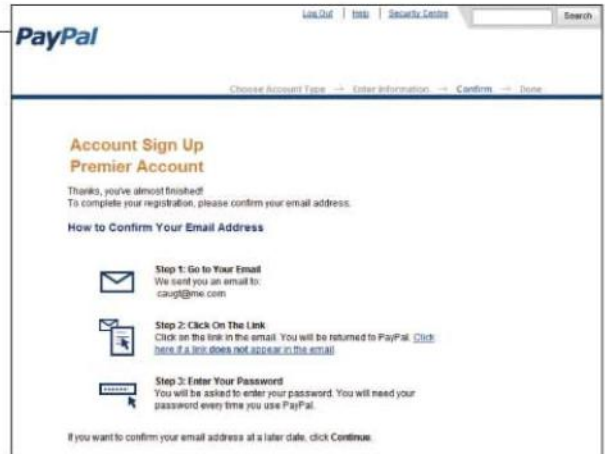 Log Out | Help | Security Centre Search
PayPal
Choose Account Type → Enter Information → Confirm → Done
Account Sign Up
Premier Account
Thanks, you've almost finished!
To complete your registration, please confirm your email address.
How to Confirm Your Email Address
Step 1: Go to Your Email
We sent you an email to:
caugt@me.com
Step 2: Click On The Link
Click on the link in the email. You will be returned to PayPal. Click
here if a link does not appear in the email
Step 3: Enter Your Password
You will be asked to enter your password. You will need your
password every time you use PayPal.
If you want to confirm your email address at a later date, click Continue.